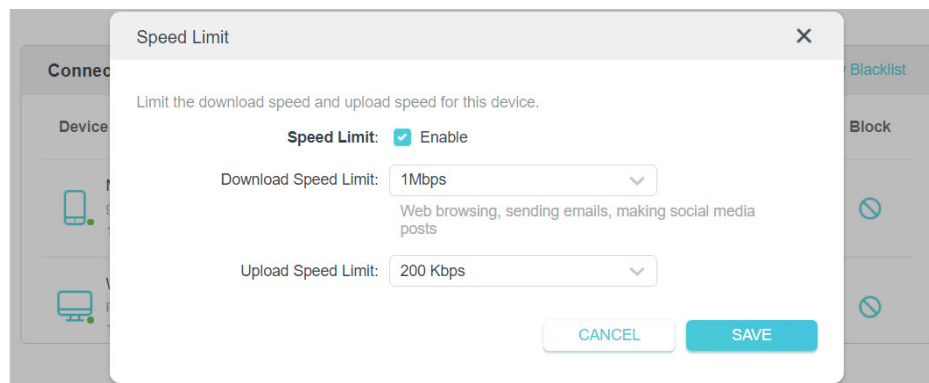 Speed Limit
Connec
Blacklist
Limit the download speed and upload speed for this device.
Device
Speed Limit: Enable
Block
Download Speed Limit: 1Mbps
Web browsing, sending emails, making social media
posts
Upload Speed Limit: 200 Kbps
CANCEL
SAVE